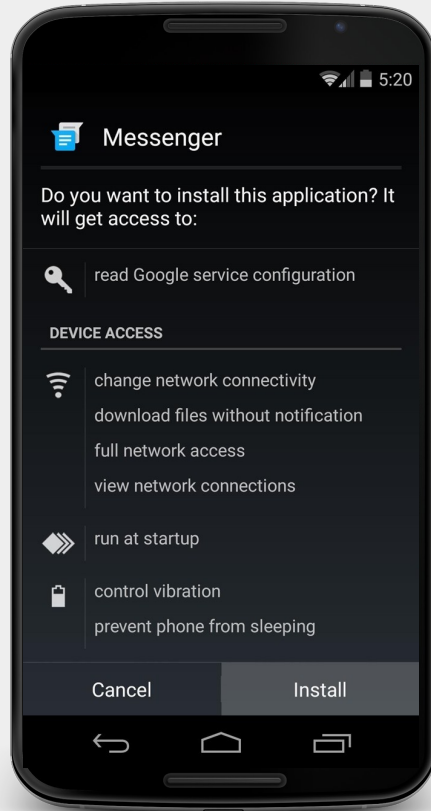 5:20
Messenger
Do you want to install this application? It
will get access to:
read Google service configuration
DEVICE ACCESS
change network connectivity
download files without notification
full network access
view network connections
run at startup
control vibration
prevent phone from sleeping
Cancel Install